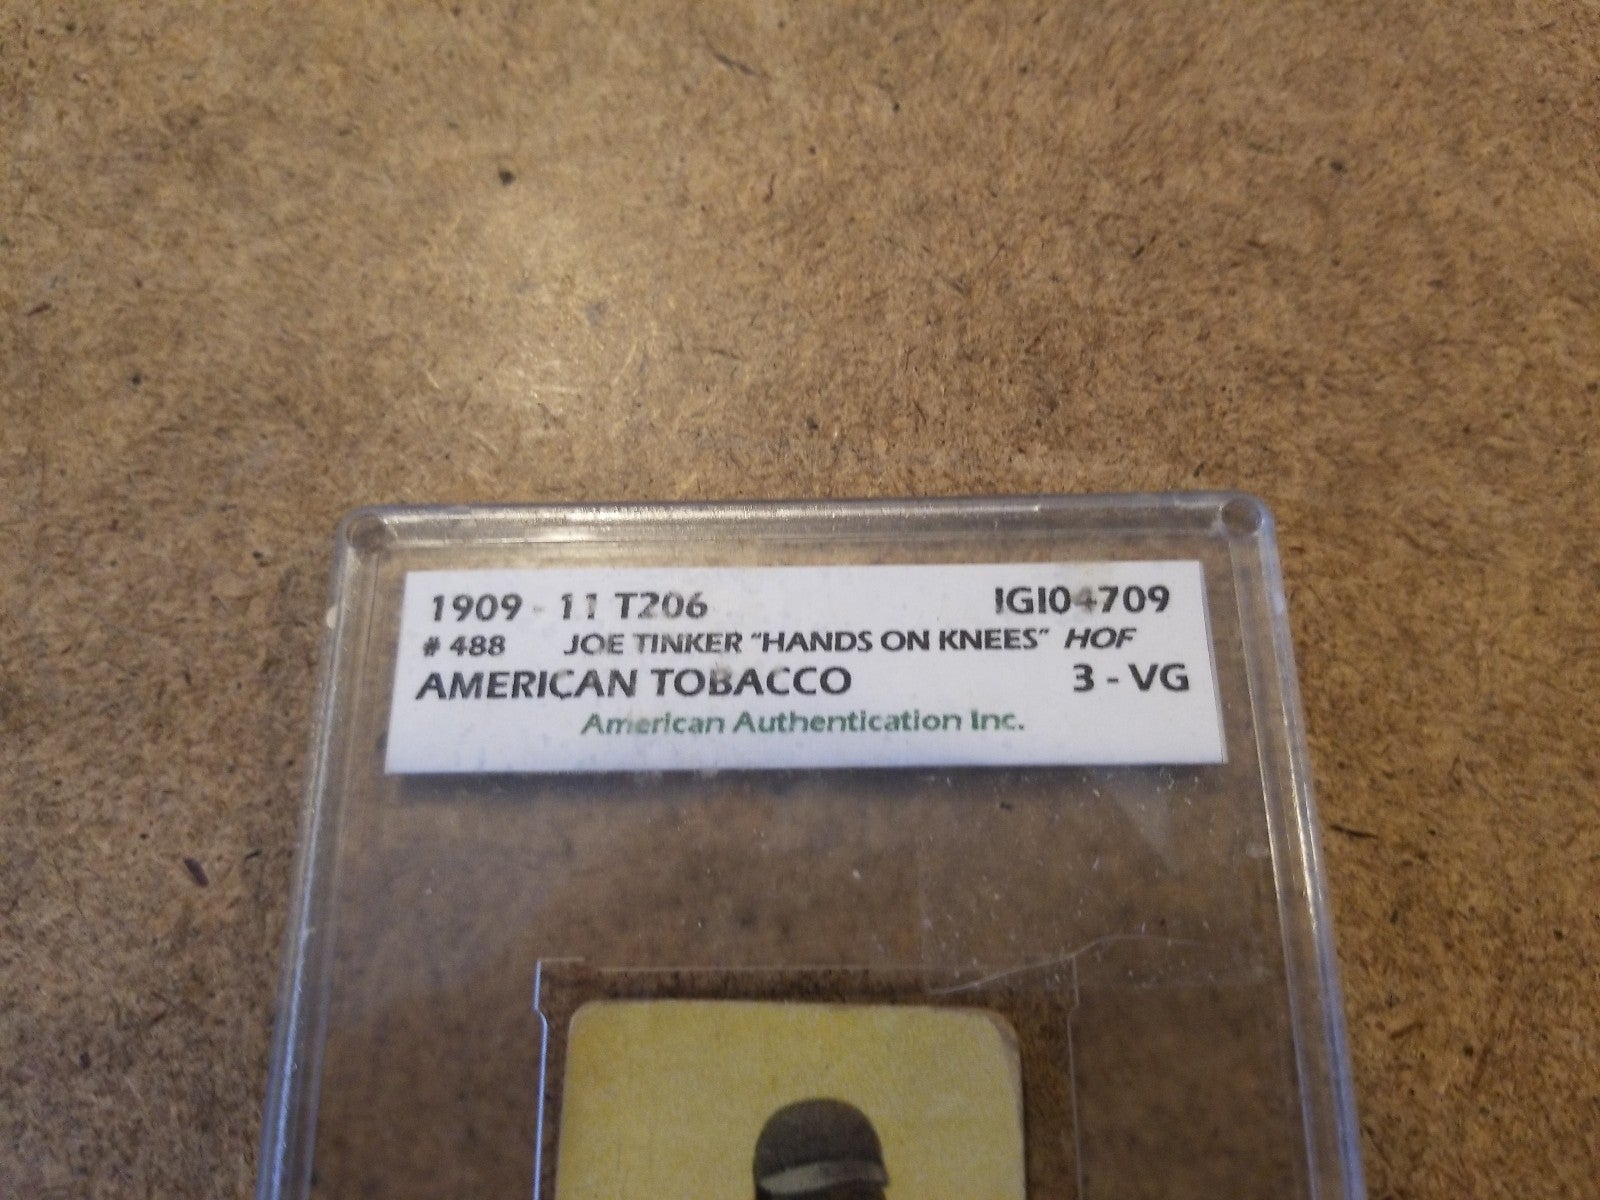 1909 - 11 T206 IGI04709
# 488 JOE TINKER "HANDS ON KNEES" HOF
AMERICAN TOBACCO 3 - VG
American Authentication Inc.